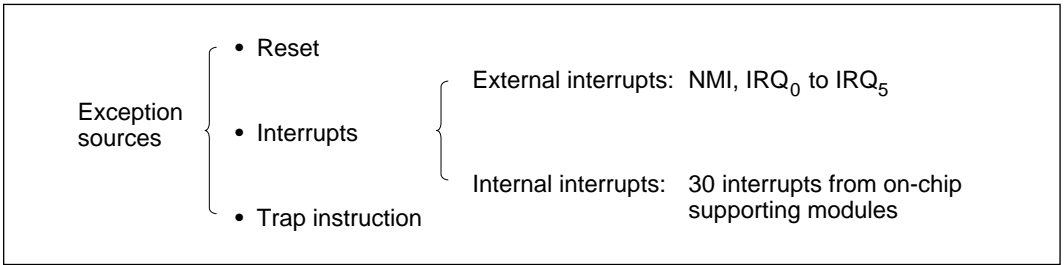 • Reset
External interrupts: NMI, IRQ0 to IRQ5
Exception
sources
• Interrupts
Internal interrupts: 30 interrupts from on-chip
supporting modules
• Trap instruction